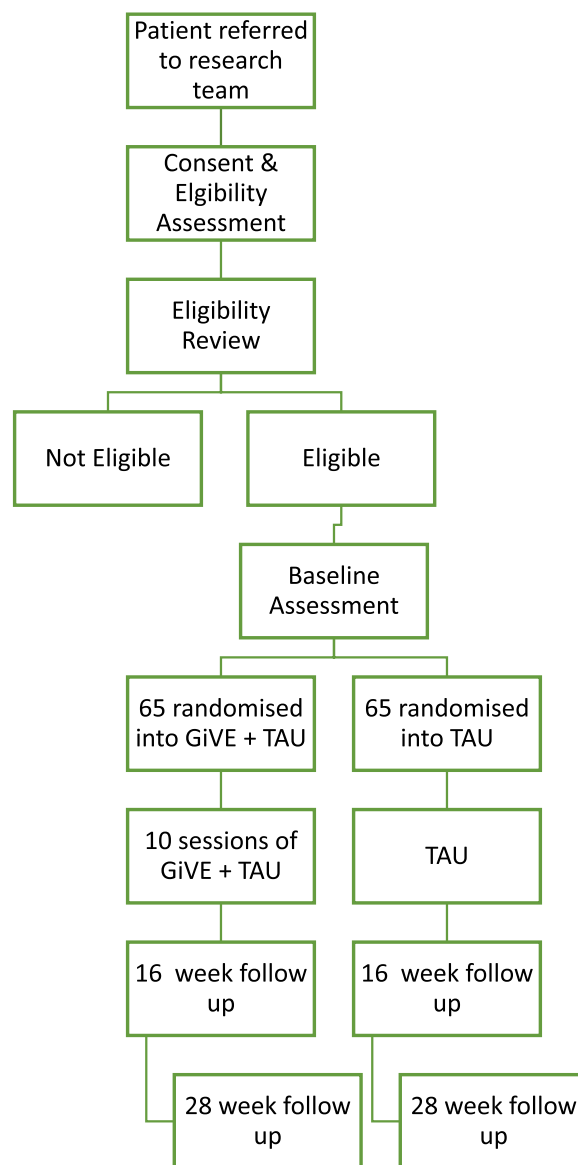 Patient referred
to research
team
Consent &
Elgibility
Assessment
Eligibility
Review
Not Eligible
Eligible
Baseline
Assessment
65 randomised
into GiVE + TAU
65 randomised
into TAU
10 sessions of
GiVE + TAU
TAU
16  week follow
up
16  week follow
up
28 week follow
up
28 week follow
up